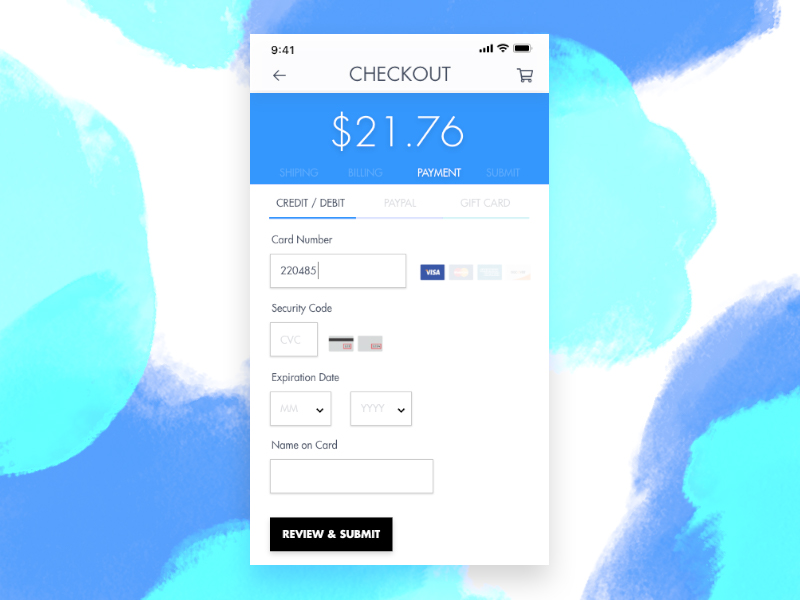 9:41
CHECKOUT
$21.76
SHIPING BILLING PAYMENT SUBMIT
CREDIT / DEBIT PAYPAL GIFT CARD
Card Number
220485 VISA
Security Code
CVC
Expiration Date
MM YYYY
Name on Card
REVIEW & SUBMIT